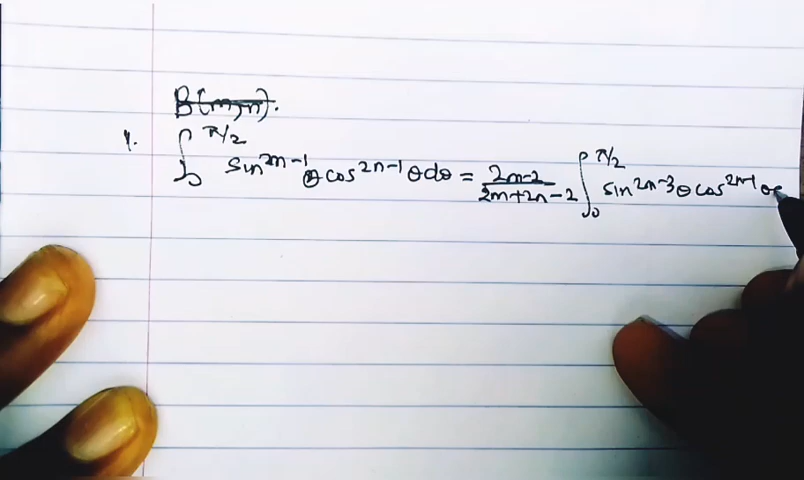 B(m,n).
1. ∫₀^π/2 sin^2m-1 θ cos^2n-1 θ dθ = 2m-2/2m+2n-2 ∫₀^π/2 sin^2m-3 θ cos^2n-1 θ